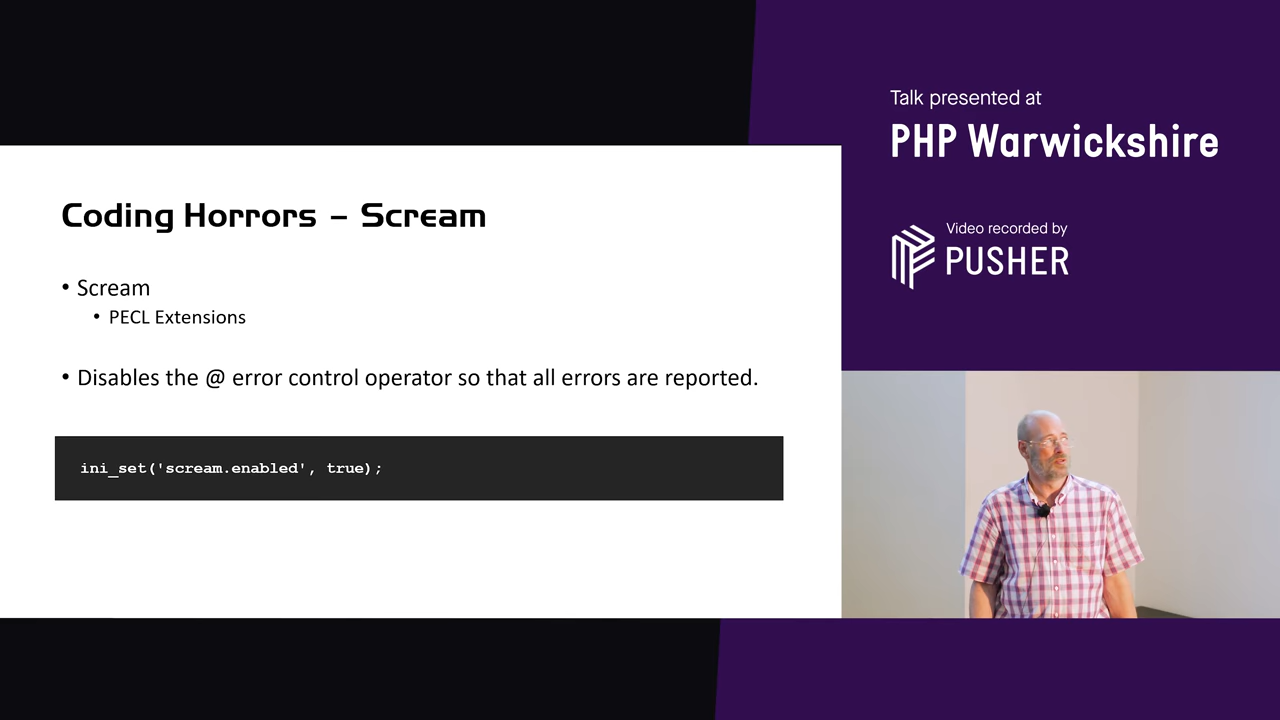 Talk presented at
PHP Warwickshire
Video recorded by
PUSHER
Coding Horrors – Scream
• Scream
• PECL Extensions
• Disables the @ error control operator so that all errors are reported.
ini_set('scream.enabled', true);